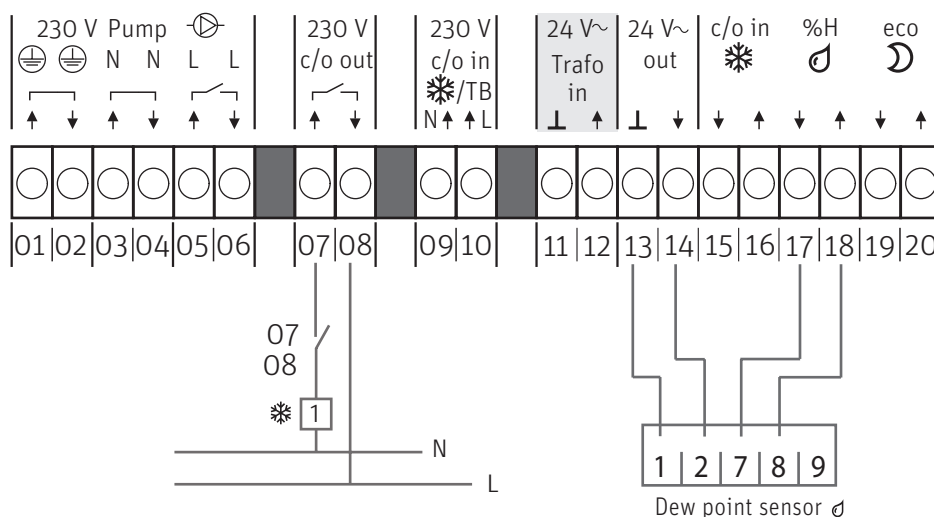 230 V Pump 230 V 230 V 24 V~ 24 V~ c/o in %H eco
N N L L c/o out c/o in Trafo out
/TB in
N L
01 02 03 04 05 06 07 08 09 10 11 12 13 14 15 16 17 18 19 20
07
08
1
N
L
1 2 7 8 9
Dew point sensor